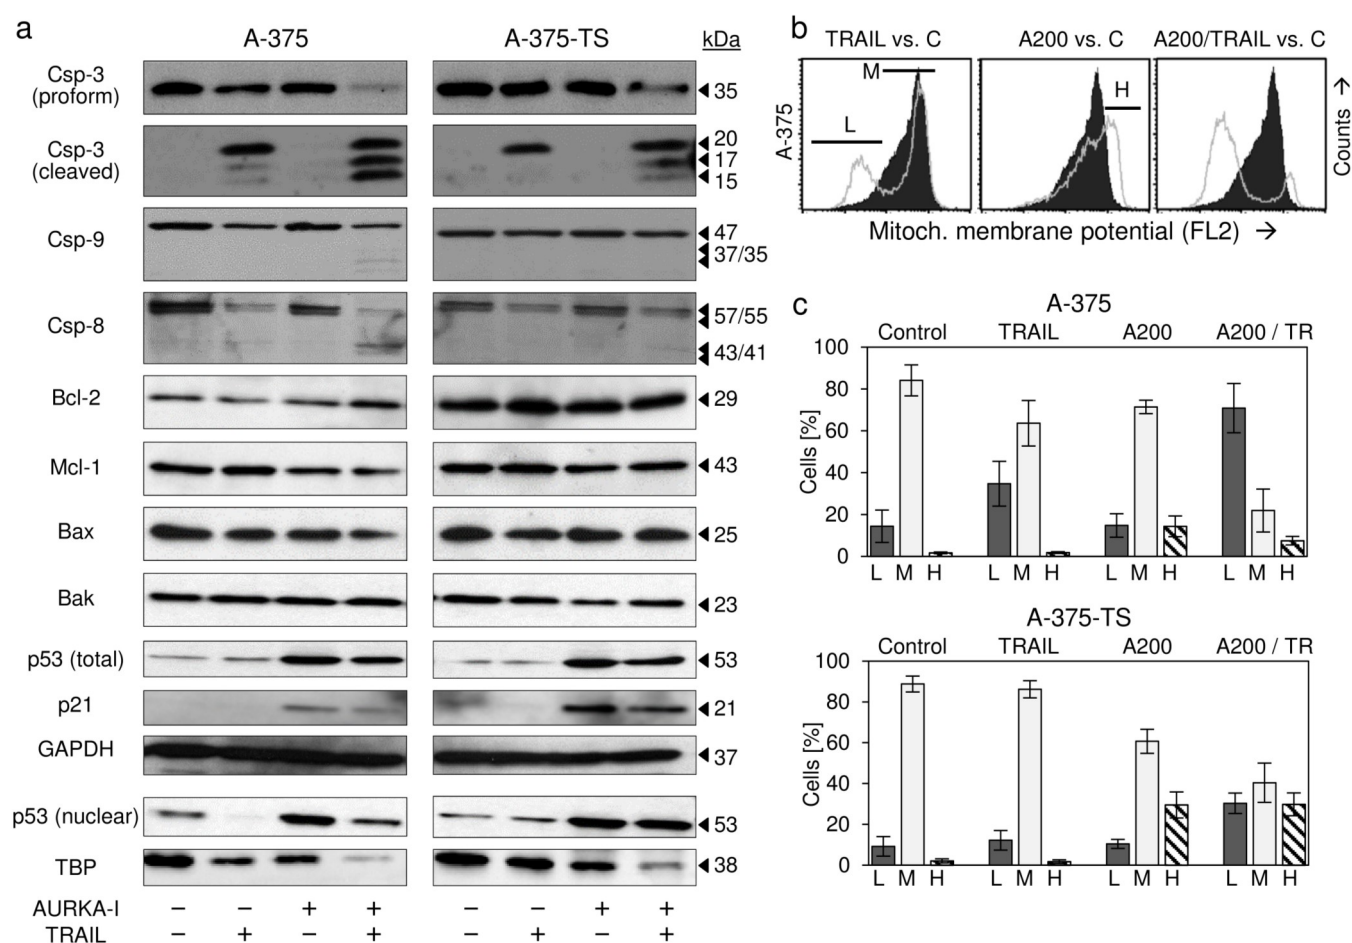 a
A-375
A-375-TS
kDa
Csp-3
(proform)
35
Csp-3
(cleaved)
20
17
15
Csp-9
47
37/35
Csp-8
57/55
43/41
Bcl-2
29
Mcl-1
43
Bax
25
Bak
23
p53 (total)
53
p21
21
GAPDH
37
p53 (nuclear)
53
TBP
38
AURKA-I − − + + − − + +
TRAIL − + − + − + − +
b
TRAIL vs. C
A200 vs. C
A200/TRAIL vs. C
A-375
M
L
H
Counts →
Mitoch. membrane potential (FL2) →
c
A-375
Control TRAIL A200 A200 / TR
Cells [%]
100
80
60
40
20
0
L M H L M H L M H L M H
A-375-TS
Control TRAIL A200 A200 / TR
Cells [%]
100
80
60
40
20
0
L M H L M H L M H L M H